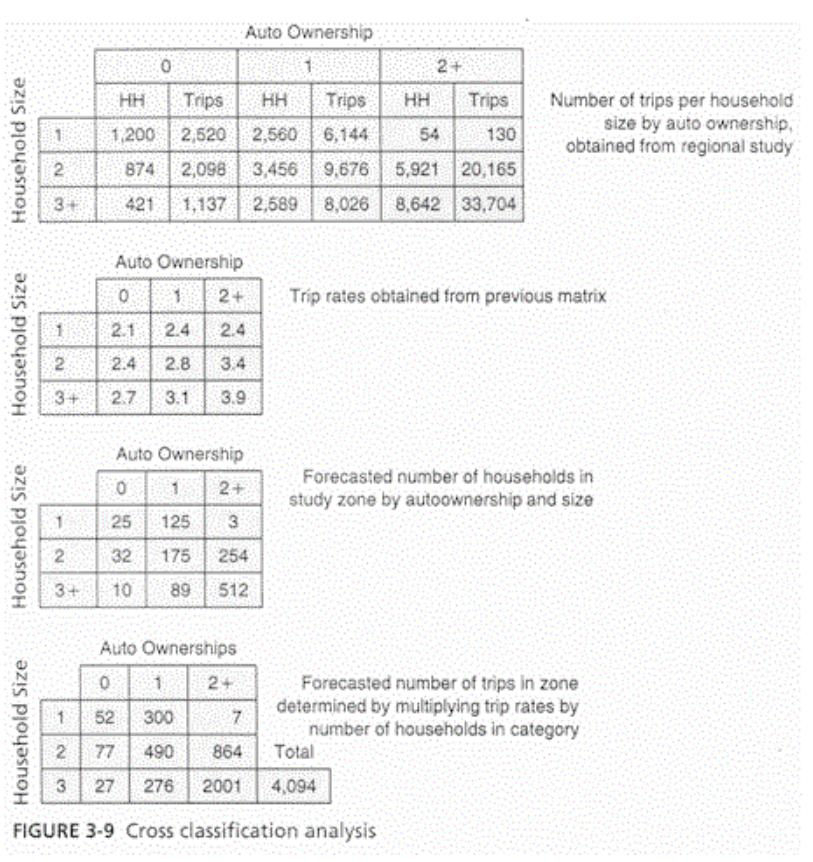 Auto Ownership
0 1 2+
HH Trips HH Trips HH Trips
1 1,200 2,520 2,560 6,144 54 130
2 874 2,098 3,456 9,676 5,921 20,165
3+ 421 1,137 2,589 8,026 8,642 33,704
Household Size
Number of trips per household
size by auto ownership,
obtained from regional study
Auto Ownership
0 1 2+
1 2.1 2.4 2.4
2 2.4 2.8 3.4
3+ 2.7 3.1 3.9
Household Size
Trip rates obtained from previous matrix
Auto Ownership
0 1 2+
1 25 125 3
2 32 175 254
3+ 10 89 512
Household Size
Forecasted number of households in
study zone by autoownership and size
Auto Ownerships
0 1 2+
1 52 300 7
2 77 490 864 Total
3 27 276 2001 4,094
Household Size
Forecasted number of trips in zone
determined by multiplying trip rates by
number of households in category
FIGURE 3-9 Cross classification analysis